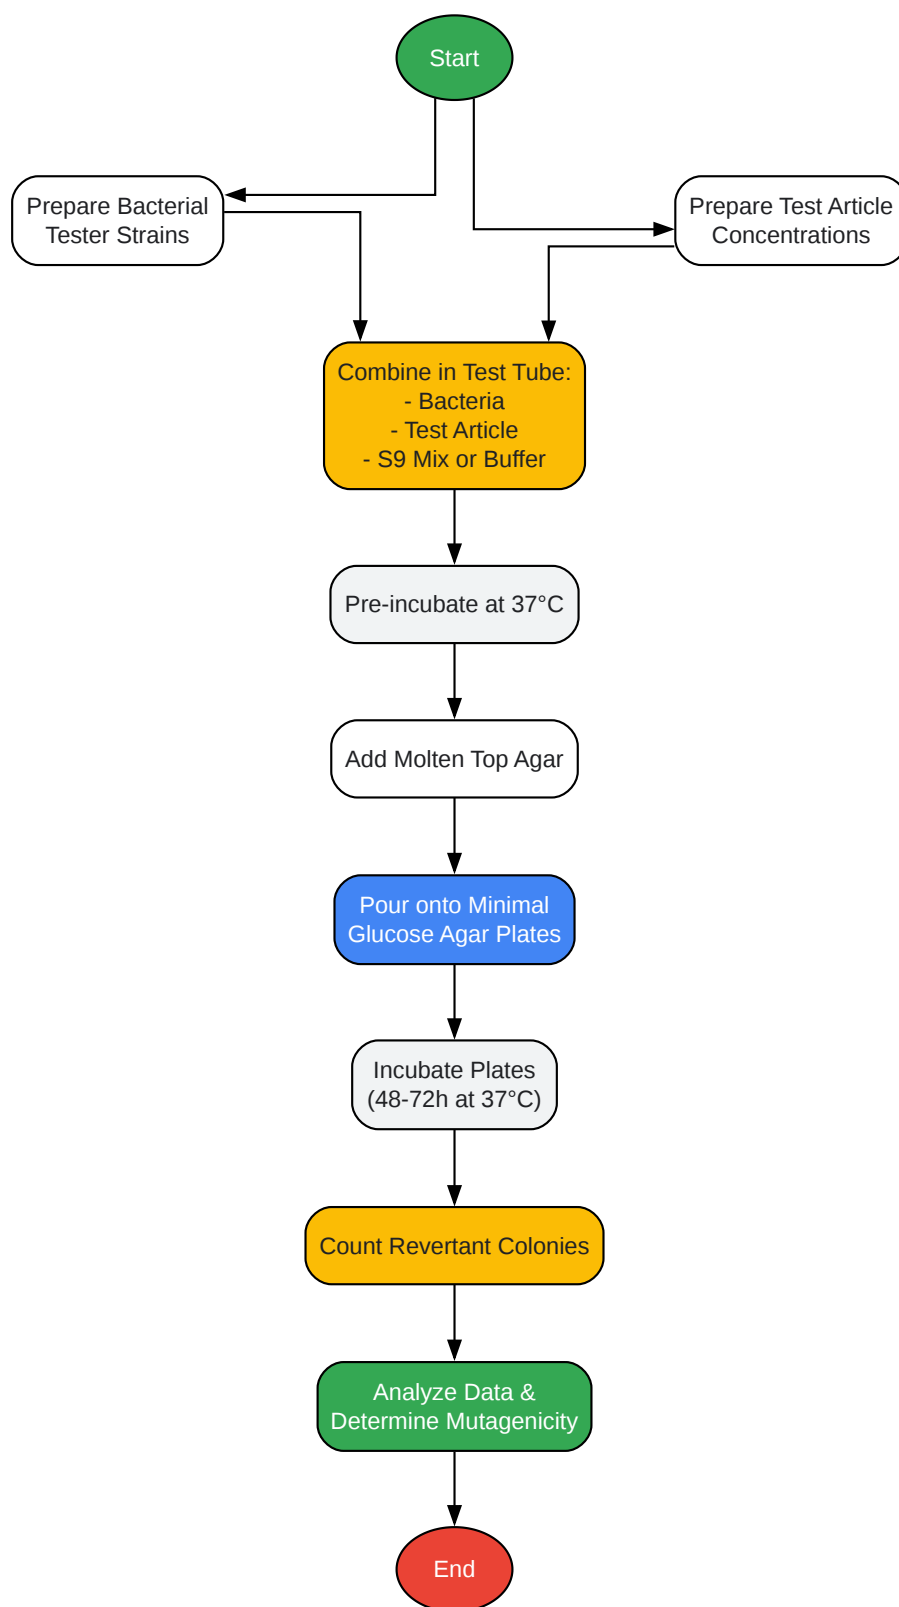 Start
Prepare Bacterial
Tester Strains
Prepare Test Article
Concentrations
Combine in Test Tube:
- Bacteria
- Test Article
- S9 Mix or Buffer
Pre-incubate at 37°C
Add Molten Top Agar
Pour onto Minimal
Glucose Agar Plates
Incubate Plates
(48-72h at 37°C)
Count Revertant Colonies
Analyze Data &
Determine Mutagenicity
End